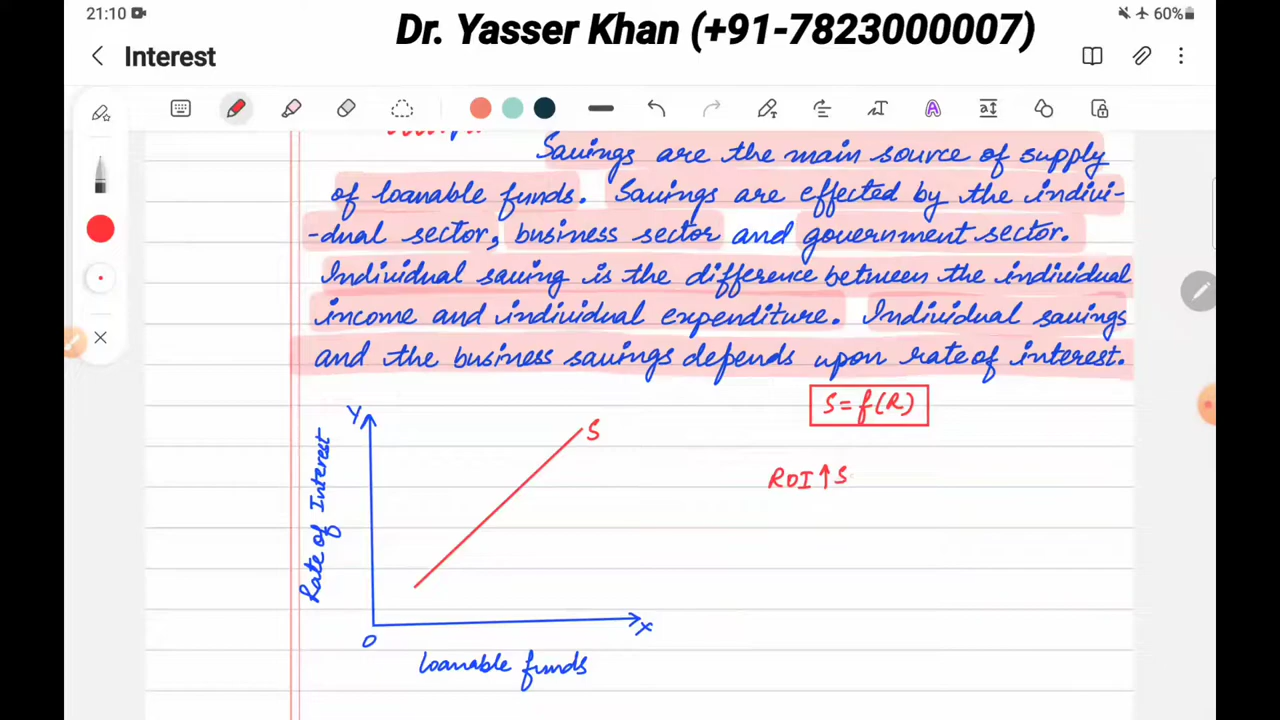 21:10
60%
Dr. Yasser Khan (+91-7823000007)
Interest
Savings are the main source of supply
of loanable funds. Savings are effected by the indivi-
-dual sector, business sector and government sector.
Individual saving is the difference between the individual
income and individual expenditure. Individual savings
and the business savings depends upon rate of interest.
S = f(R)
Y
S
ROI ↑ S
Rate of Interest
O
X
loanable funds